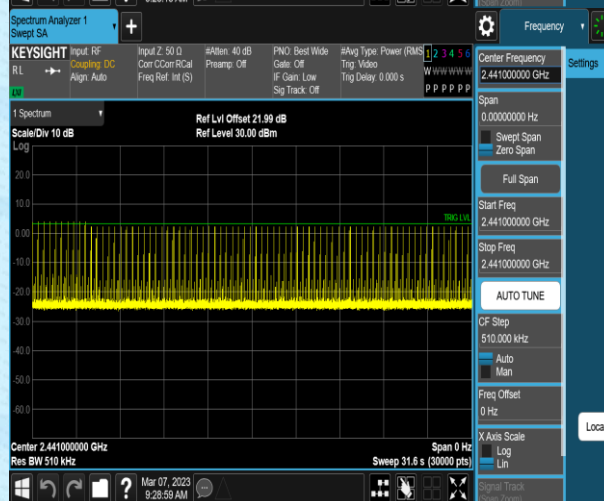 Spectrum Analyzer 1
Swept SA
+
Frequency
KEYSIGHT
RL
Input: RF
Coupling: DC
Align: Auto
Input Z: 50 Ω
Corr CCorr RCal
Freq Ref: Int (S)
#Atten: 40 dB
Preamp: Off
PNO: Best Wide
Gate: Off
IF Gain: Low
Sig Track: Off
#Avg Type: Power (RMS
Trig: Video
Trig Delay: 0.000 s
1 2 3 4 5 6
W W W W W W
P P P P P P
1 Spectrum
Scale/Div 10 dB
Log
Ref Lvl Offset 21.99 dB
Ref Level 30.00 dBm
20.0
10.0
TRIG LVL
0.00
-10.0
-20.0
-30.0
-40.0
-50.0
-60.0
Center 2.441000000 GHz
Res BW 510 kHz
Span 0 Hz
Sweep 31.6 s (30000 pts)
?
Mar 07, 2023
9:28:59 AM
Center Frequency
2.441000000 GHz
Span
0.00000000 Hz
Swept Span
Zero Span
Full Span
Start Freq
2.441000000 GHz
Stop Freq
2.441000000 GHz
AUTO TUNE
CF Step
510.000 kHz
Auto
Man
Freq Offset
0 Hz
X Axis Scale
Log
Lin
Signal Track
(Span Zoom)
Settings
Loca